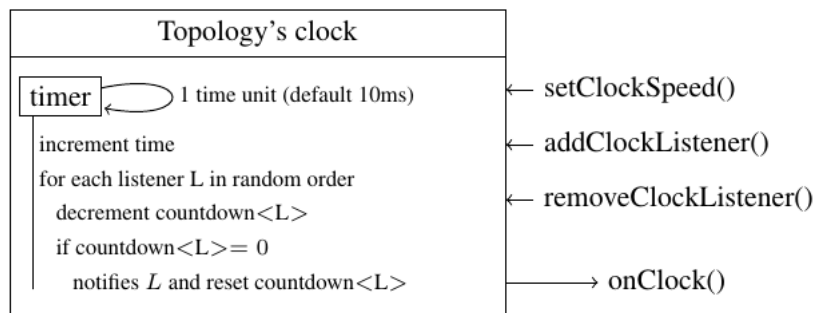 Topology's clock
timer
1 time unit (default 10ms)
increment time
for each listener L in random order
decrement countdown<L>
if countdown<L>= 0
notifies L and reset countdown<L>
setClockSpeed()
addClockListener()
removeClockListener()
onClock()